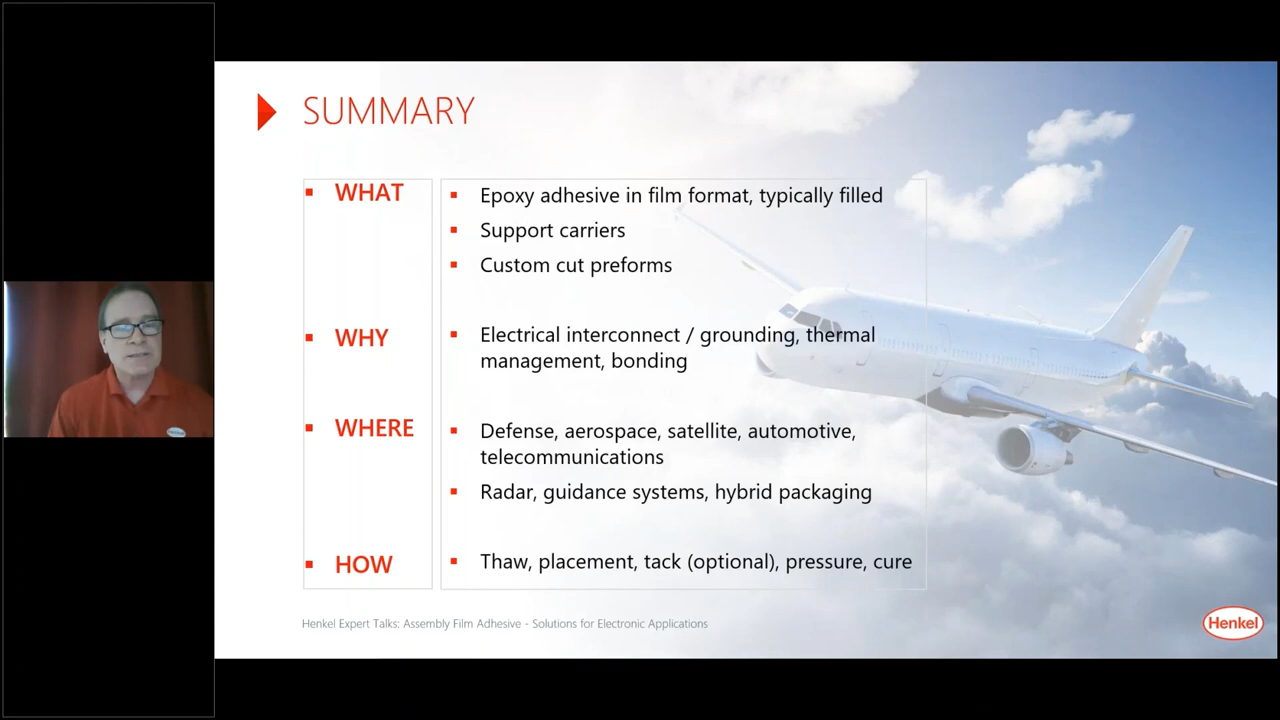 SUMMARY
▪ WHAT
▪ Epoxy adhesive in film format, typically filled
▪ Support carriers
▪ Custom cut preforms
▪ WHY
▪ Electrical interconnect / grounding, thermal
management, bonding
▪ WHERE
▪ Defense, aerospace, satellite, automotive,
telecommunications
▪ Radar, guidance systems, hybrid packaging
▪ HOW
▪ Thaw, placement, tack (optional), pressure, cure
Henkel Expert Talks: Assembly Film Adhesive - Solutions for Electronic Applications
Henkel